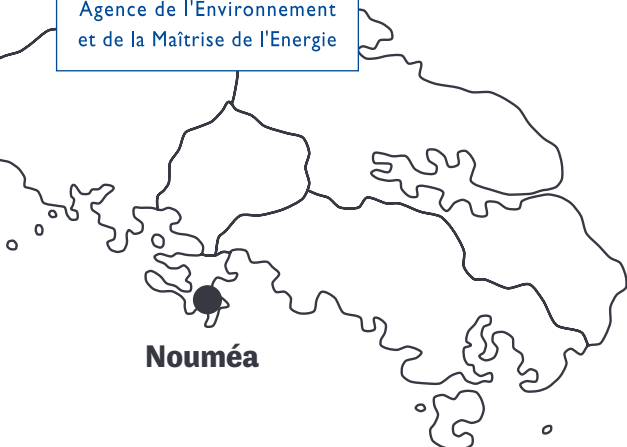 Agence de l'Environnement
et de la Maîtrise de l'Energie
Nouméa